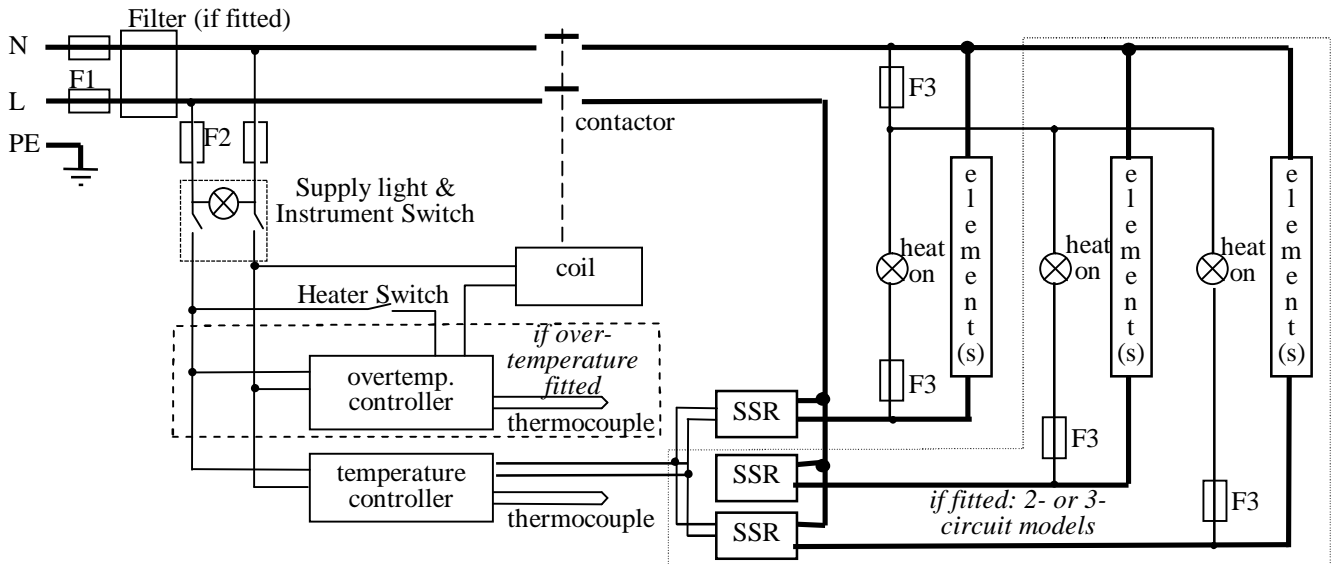 Filter (if fitted)
N
F1
L
PE
F2
contactor
Supply light &
Instrument Switch
coil
Heater Switch
if over-
temperature
fitted
overtemp.
controller
thermocouple
temperature
controller
thermocouple
SSR
SSR
SSR
F3
heat
on
F3
element(s)
heat
on
F3
element(s)
heat
on
F3
element(s)
if fitted: 2- or 3-
circuit models